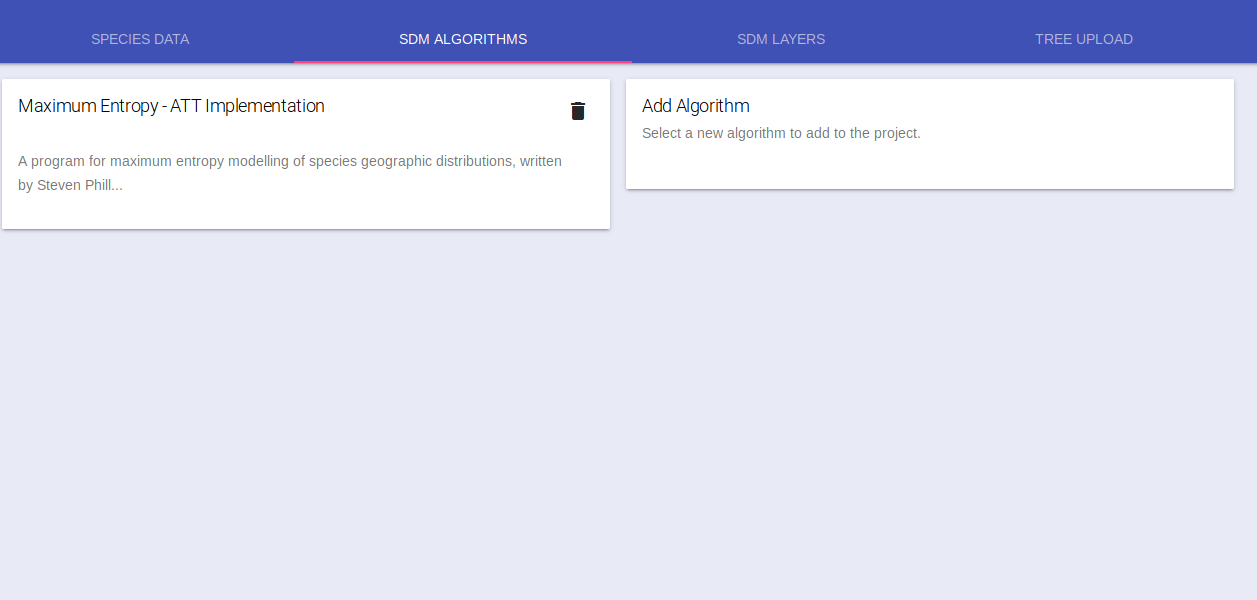 SPECIES DATA
SDM ALGORITHMS
SDM LAYERS
TREE UPLOAD
Maximum Entropy - ATT Implementation
A program for maximum entropy modelling of species geographic distributions, written
by Steven Phill...
Add Algorithm
Select a new algorithm to add to the project.